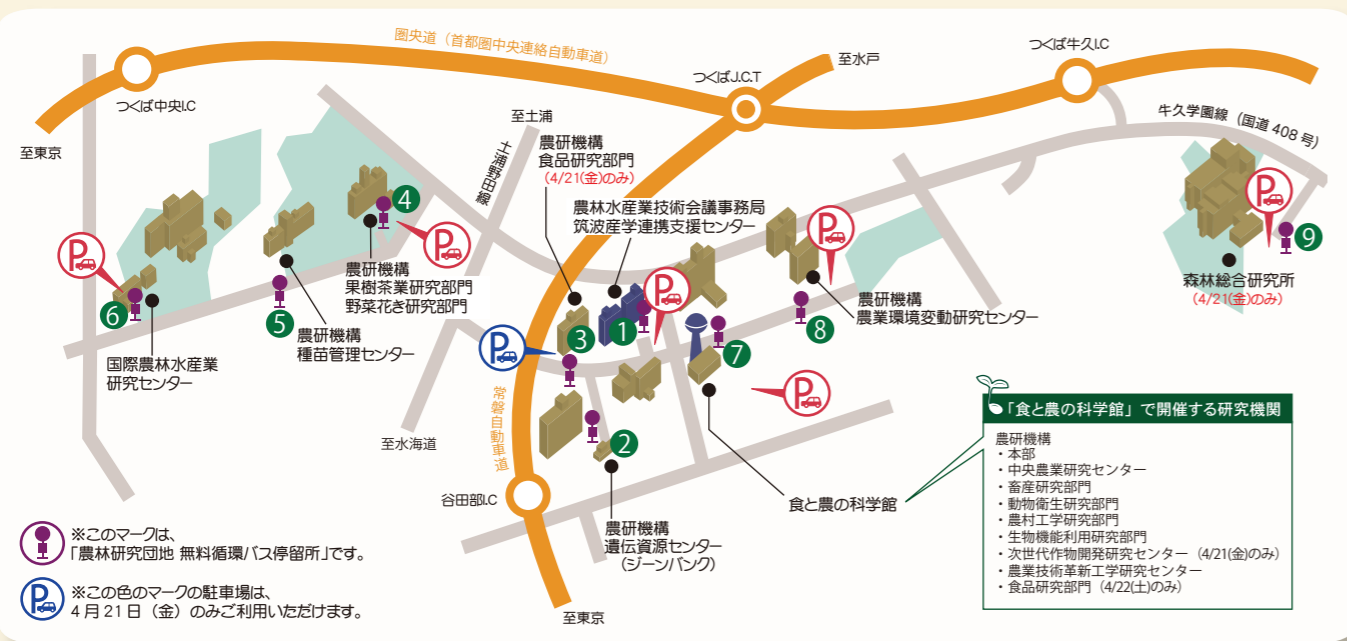 圏央道（首都圏中央連絡自動車道）
つくば牛久I.C
つくばJ.C.T
至水戸
つくば中央I.C
至東京
至土浦
土浦野田線
牛久学園線（国道408号）
農研機構
食品研究部門
（4/21(金)のみ）
農林水産業技術会議事務局
筑波産学連携支援センター
P
4
P
農研機構
果樹茶業研究部門
野菜花き研究部門
P
6
国際農林水産業
研究センター
5
農研機構
種苗管理センター
P
3
1
P
7
P
8
農研機構
農業環境変動研究センター
P
9
森林総合研究所
（4/21(金)のみ）
至水海道
常磐自動車道
2
谷田部I.C
農研機構
遺伝資源センター
（ジーンバンク）
至東京
P
食と農の科学館
「食と農の科学館」で開催する研究機関
農研機構
・本部
・中央農業研究センター
・畜産研究部門
・動物衛生研究部門
・農村工学研究部門
・生物機能利用研究部門
・次世代作物開発研究センター（4/21(金)のみ）
・農業技術革新工学研究センター
・食品研究部門（4/22(土)のみ）
※このマークは、
「農林研究団地 無料循環バス停留所」です。
P
※この色のマークの駐車場は、
4月21日（金）のみご利用いただけます。